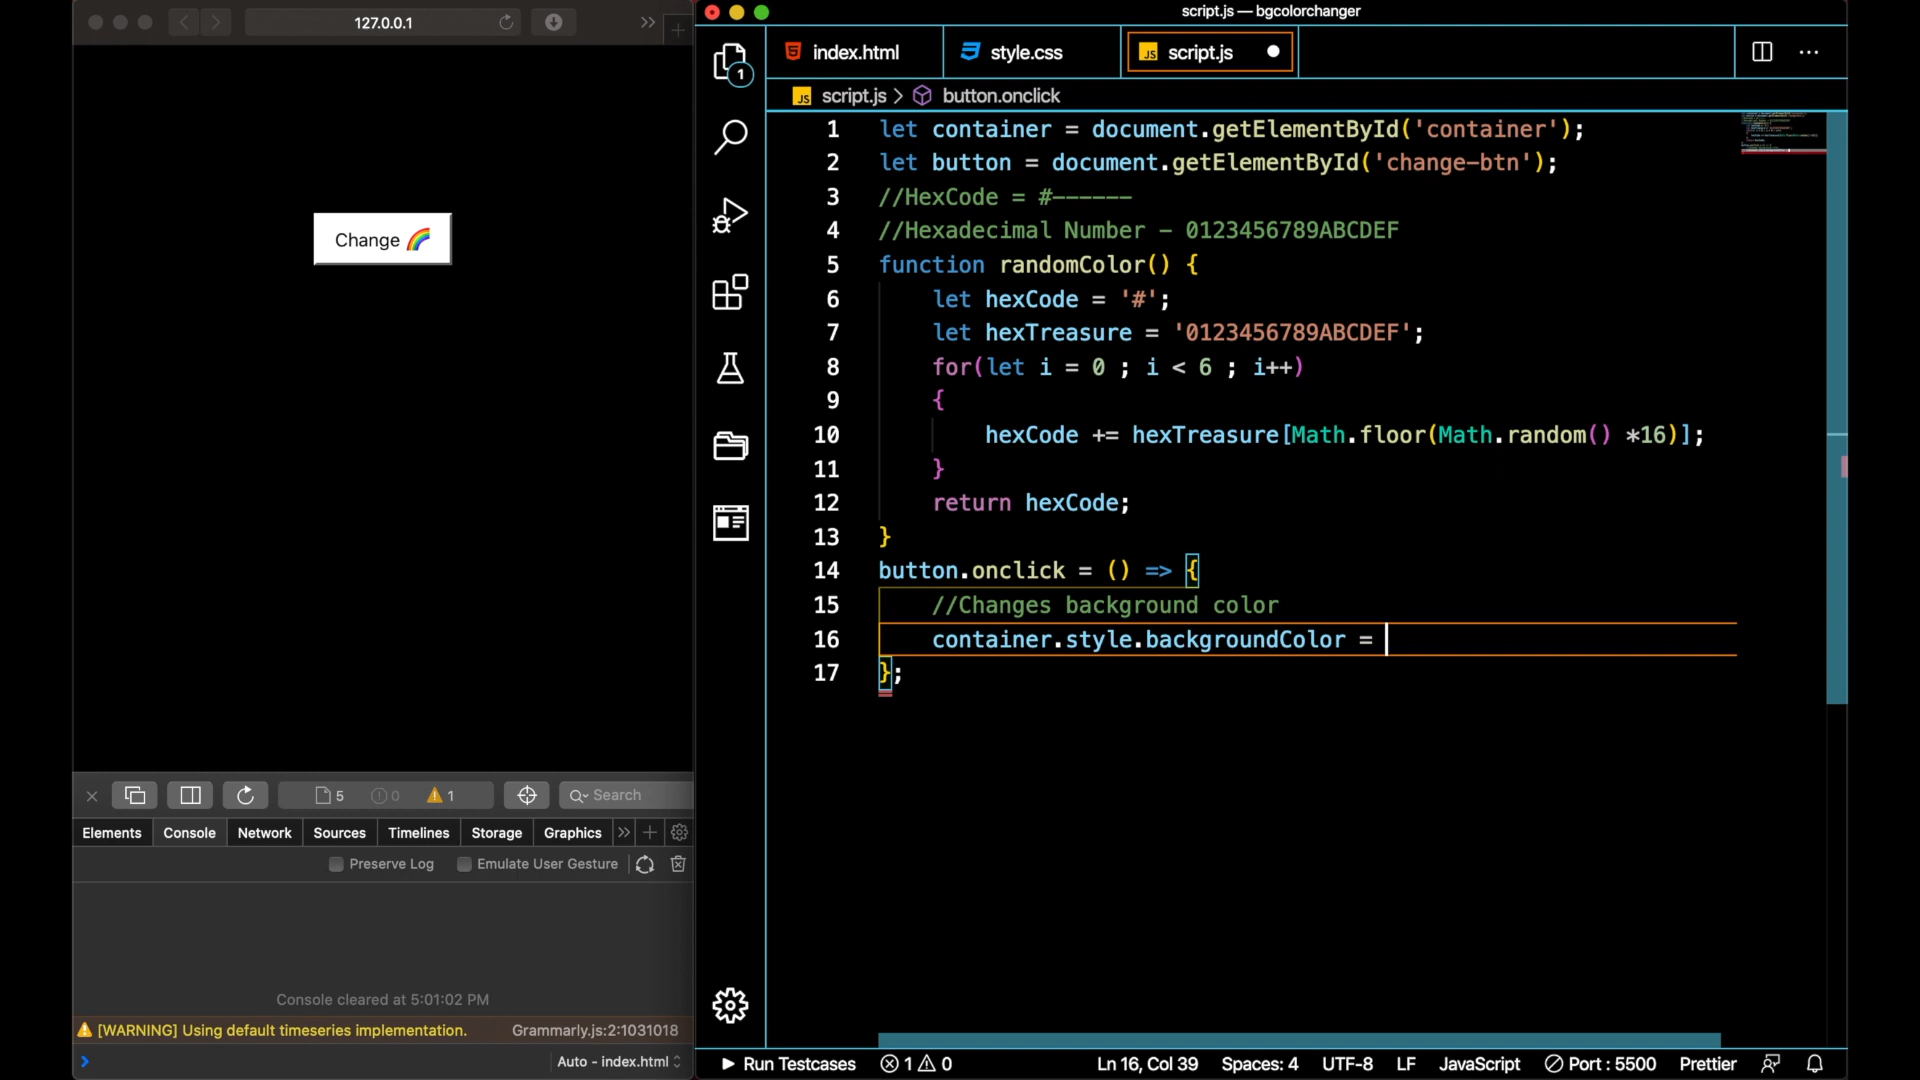 127.0.0.1
Change 🌈
5 0 1 Search
Elements Console Network Sources Timelines Storage Graphics
Preserve Log Emulate User Gesture
Console cleared at 5:01:02 PM
[WARNING] Using default timeseries implementation. Grammarly.js:2:1031018
Auto - index.html
script.js — bgcolorchanger
1
index.html style.css JS script.js
JS script.js > button.onclick
1 let container = document.getElementById('container');
2 let button = document.getElementById('change-btn');
3 //HexCode = #------
4 //Hexadecimal Number - 0123456789ABCDEF
5 function randomColor() {
6 let hexCode = '#';
7 let hexTreasure = '0123456789ABCDEF';
8 for(let i = 0 ; i < 6 ; i++)
9 {
10 hexCode += hexTreasure[Math.floor(Math.random() *16)];
11 }
12 return hexCode;
13 }
14 button.onclick = () => {
15 //Changes background color
16 container.style.backgroundColor =
17 };
Run Testcases 1 0 Ln 16, Col 39 Spaces: 4 UTF-8 LF JavaScript Port : 5500 Prettier